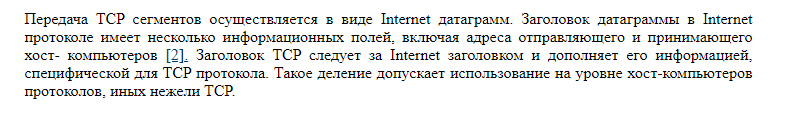 Передача TCP сегментов осуществляется в виде Internet датаграмм. Заголовок датаграммы в Internet
протоколе имеет несколько информационных полей, включая адреса отправляющего и принимающего
хост- компьютеров [2]. Заголовок TCP следует за Internet заголовком и дополняет его информацией,
специфической для TCP протокола. Такое деление допускает использование на уровне хост-компьютеров
протоколов, иных нежели TCP.